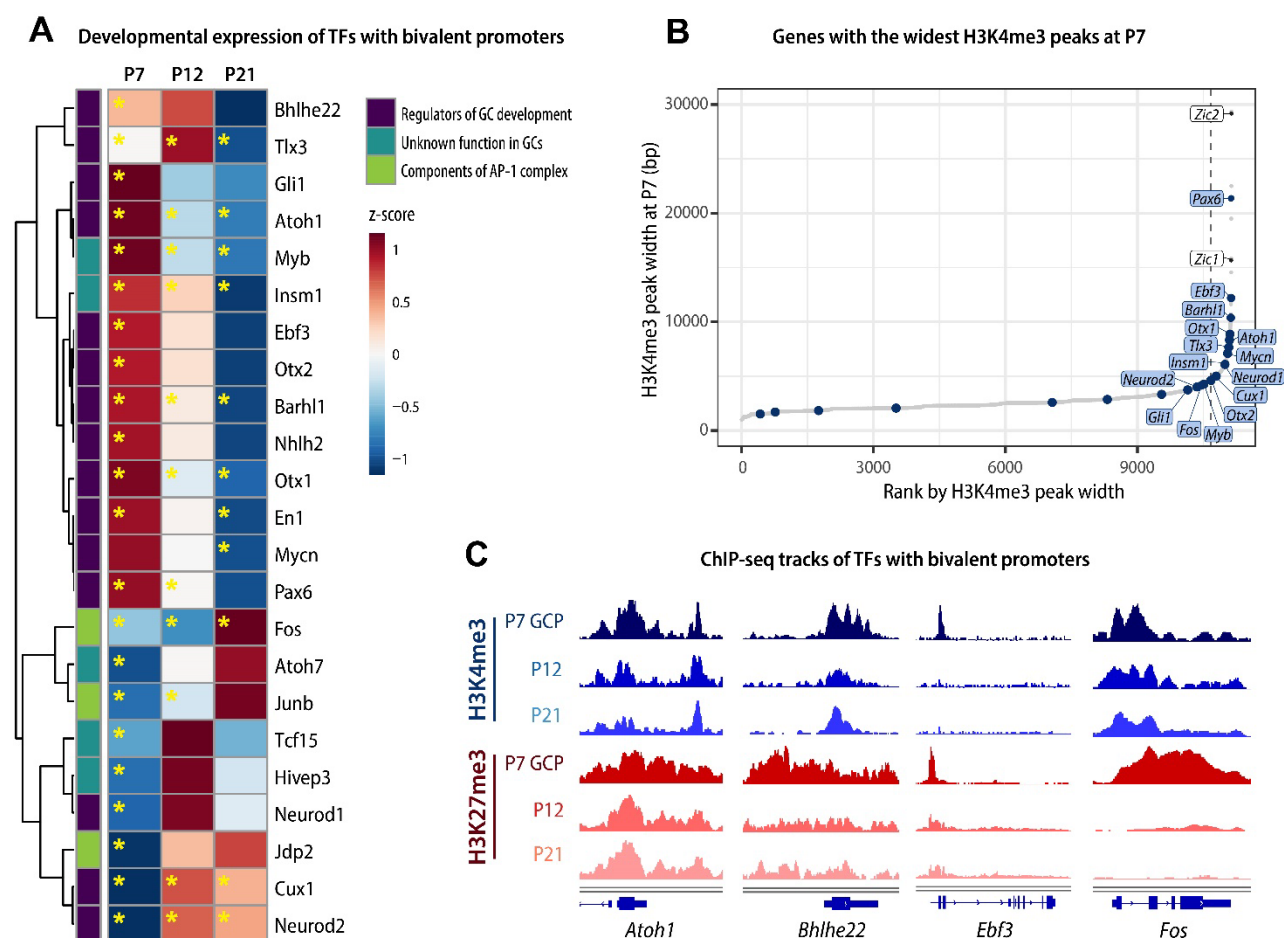 A
Developmental expression of TFs with bivalent promoters
P7 P12 P21
* Bhlhe22
* * * Tlx3
* Gli1
* * * Atoh1
* * * Myb
* * * Insm1
* Ebf3
* Otx2
* * * Barhl1
* Nhlh2
* * * Otx1
* * En1
* Mycn
* * Pax6
* * * Fos
* Atoh7
* * Junb
* Tcf15
* Hivep3
* Neurod1
* Jdp2
* * * Cux1
* * * Neurod2
Regulators of GC development
Unknown function in GCs
Components of AP-1 complex
z-score
1
0.5
0
−0.5
−1
B
Genes with the widest H3K4me3 peaks at P7
H3K4me3 peak width at P7 (bp)
30000
20000
10000
0
Zic2
Pax6
Zic1
Ebf3
Barhl1
Otx1
Atoh1
Tlx3
Mycn
Insm1
Neurod1
Neurod2
Cux1
Gli1
Otx2
Fos
Myb
0 3000 6000 9000
Rank by H3K4me3 peak width
C
ChIP-seq tracks of TFs with bivalent promoters
H3K4me3
P7 GCP
P12
P21
H3K27me3
P7 GCP
P12
P21
Atoh1 Bhlhe22 Ebf3 Fos